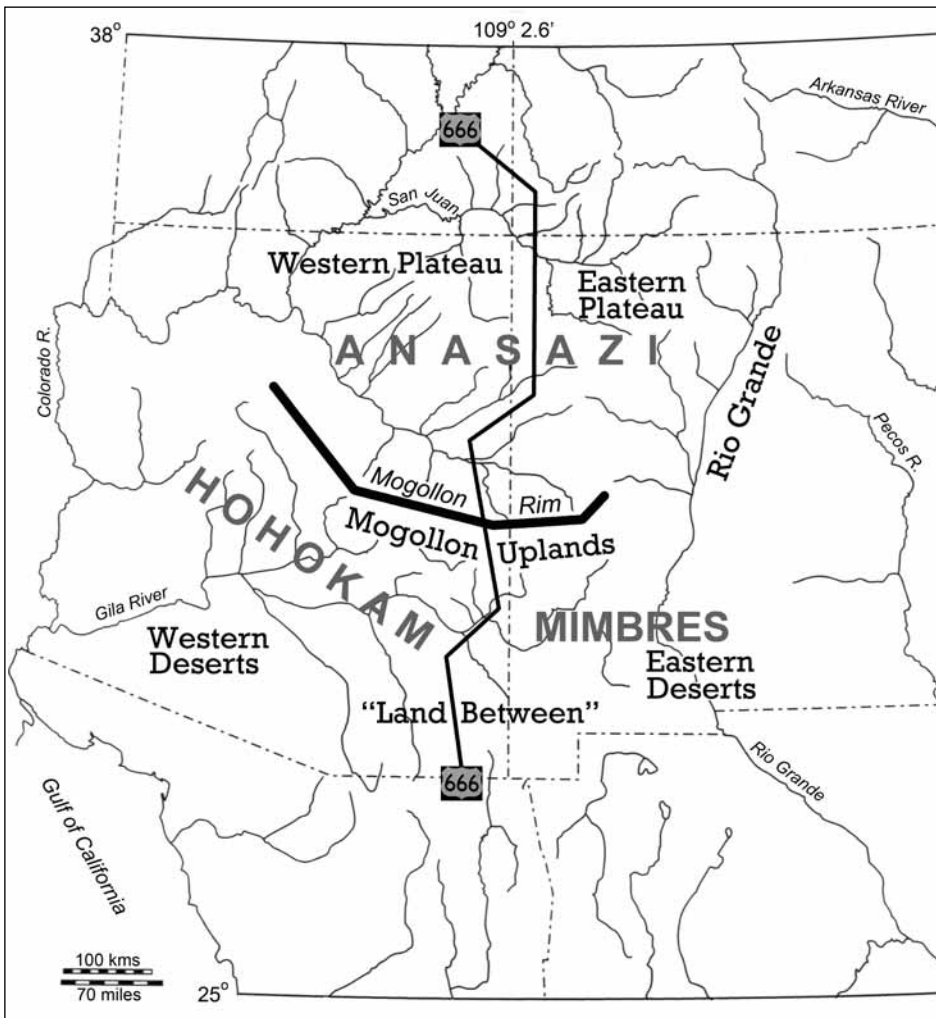 38°
109° 2.6'
Arkansas River
666
San Juan
Western Plateau
Eastern
Plateau
ANASAZI
Colorado R.
Rio Grande
Pecos R.
Mogollon Rim
Mogollon Uplands
HOHOKAM
Gila River
MIMBRES
Western
Deserts
Eastern
Deserts
"Land Between"
666
Rio Grande
Gulf of California
100 kms
70 miles
25°